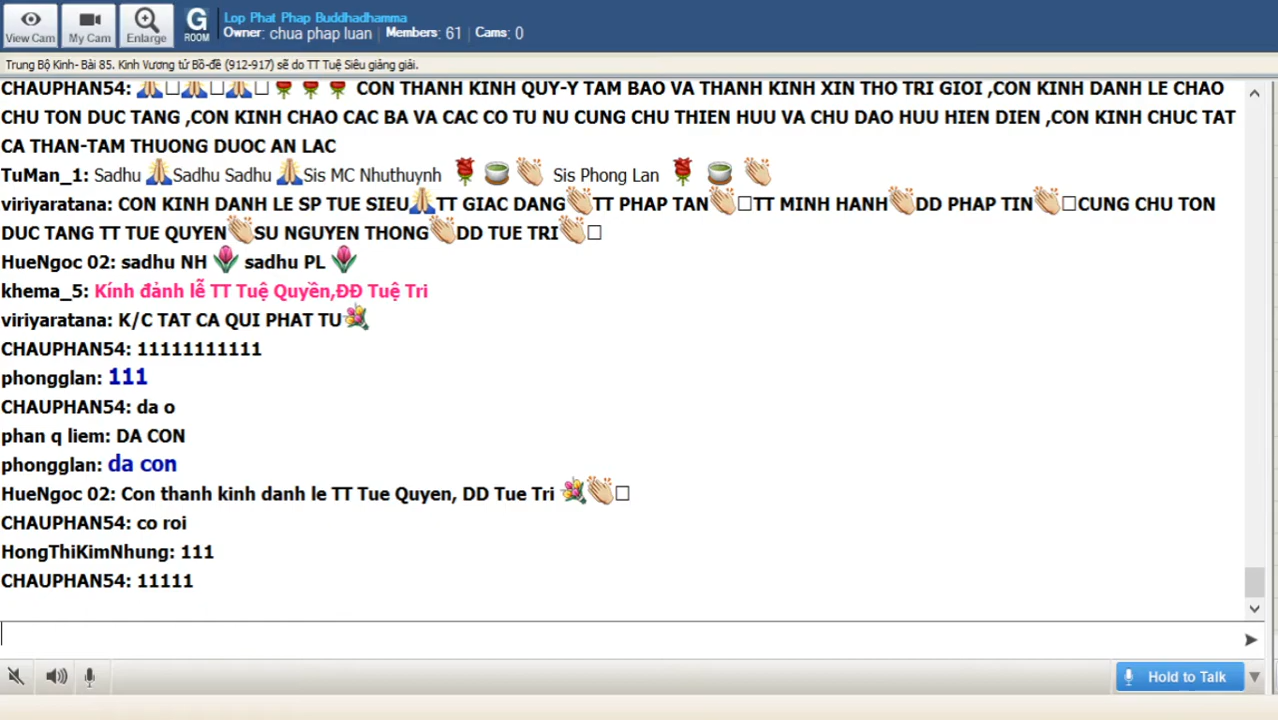 View Cam
My Cam
Enlarge
G
ROOM
Lop Phat Phap Buddhadhamma
Owner: chua phap luan
Members: 61
Cams: 0
Trung Bộ Kinh- Bài 85. Kinh Vương tử Bồ-đề (912-917) sẽ do TT Tuệ Siêu giảng giải.
CHAUPHAN54: 🙏□🙏□🙏□🌹🌹🌹 CON THANH KINH QUY-Y TAM BAO VA THANH KINH XIN THO TRI GIOI ,CON KINH DANH LE CHAO
CHU TON DUC TANG ,CON KINH CHAO CAC BA VA CAC CO TU NU CUNG CHU THIEN HUU VA CHU DAO HUU HIEN DIEN ,CON KINH CHUC TAT
CA THAN-TAM THUONG DUOC AN LAC
TuMan_1: Sadhu 🙏Sadhu Sadhu 🙏Sis MC Nhuthuynh 🌹 🍵 👏 Sis Phong Lan 🌹 🍵 👏
viriyaratana: CON KINH DANH LE SP TUE SIEU🙏TT GIAC DANG👏TT PHAP TAN👏□TT MINH HANH👏DD PHAP TIN👏□CUNG CHU TON
DUC TANG TT TUE QUYEN👏SU NGUYEN THONG👏DD TUE TRI👏□
HueNgoc 02: sadhu NH 🌷 sadhu PL 🌷
khema_5: Kính đảnh lễ TT Tuệ Quyền,ĐĐ Tuệ Tri
viriyaratana: K/C TAT CA QUI PHAT TU💐
CHAUPHAN54: 11111111111
phongglan: 111
CHAUPHAN54: da o
phan q liem: DA CON
phongglan: da con
HueNgoc 02: Con thanh kinh danh le TT Tue Quyen, DD Tue Tri 💐👏□
CHAUPHAN54: co roi
HongThiKimNhung: 111
CHAUPHAN54: 11111
Hold to Talk